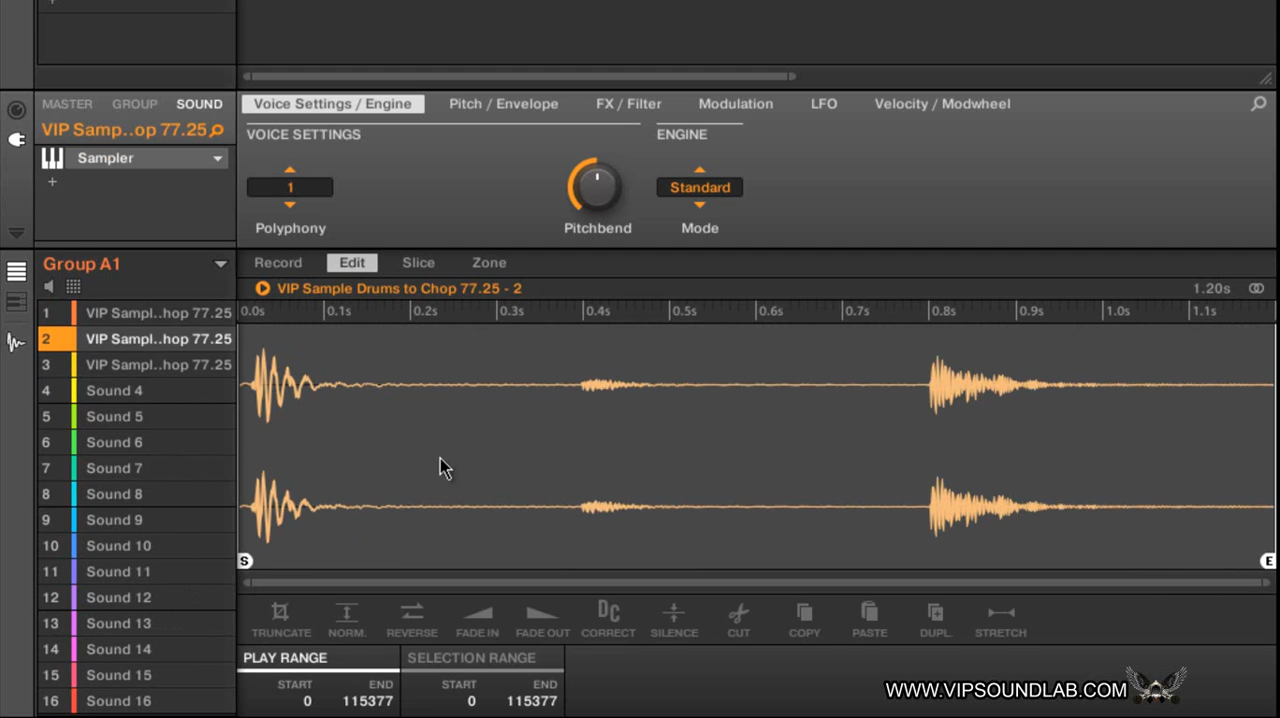 MASTER GROUP SOUND
Voice Settings / Engine Pitch / Envelope FX / Filter Modulation LFO Velocity / Modwheel
VIP Samp..op 77.25
VOICE SETTINGS ENGINE
Sampler
+
1 Standard
Polyphony Pitchbend Mode
Group A1
Record Edit Slice Zone
VIP Sample Drums to Chop 77.25 - 2 1.20s
0.0s 0.1s 0.2s 0.3s 0.4s 0.5s 0.6s 0.7s 0.8s 0.9s 1.0s 1.1s
1 VIP Sampl..hop 77.25
2 VIP Sampl..hop 77.25
3 VIP Sampl..hop 77.25
4 Sound 4
5 Sound 5
6 Sound 6
7 Sound 7
8 Sound 8
9 Sound 9
10 Sound 10
11 Sound 11
12 Sound 12
13 Sound 13
14 Sound 14
15 Sound 15
16 Sound 16
S E
DC
TRUNCATE NORM. REVERSE FADE IN FADE OUT CORRECT SILENCE CUT COPY PASTE DUPL. STRETCH
PLAY RANGE SELECTION RANGE
START END START END
0 115377 0 115377
WWW.VIPSOUNDLAB.COM